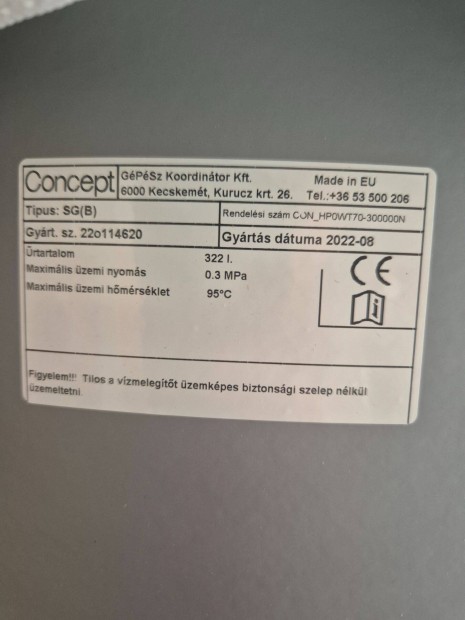 Concept
GéPéSz Koordinátor Kft.
6000 Kecskemét, Kurucz krt. 26.
Made in EU
Tel.:+36 53 500 206
Típus: SG(B)
Rendelési szám CON_HP0WT70-300000N
Gyárt. sz. 22o114620
Gyártás dátuma 2022-08
Űrtartalom 322 l.
Maximális üzemi nyomás 0.3 MPa
Maximális üzemi hőmérséklet 95°C
CE
i
Figyelem!!! Tilos a vízmelegítőt üzemképes biztonsági szelep nélkül
üzemeltetni